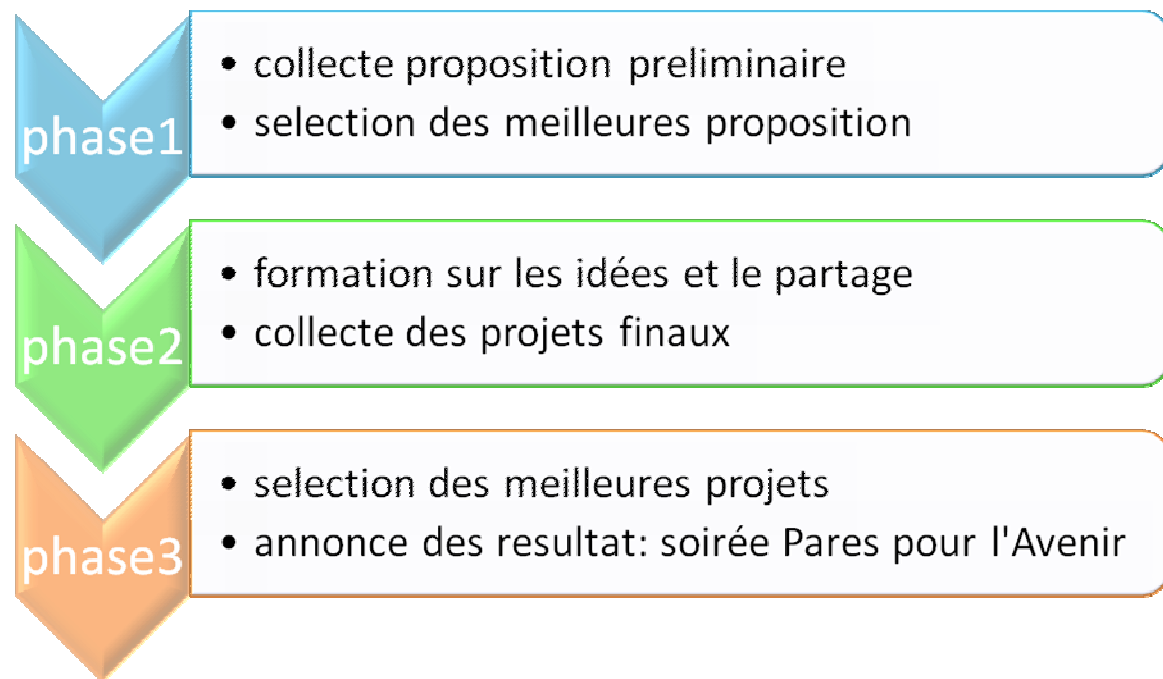 phase1
• collecte proposition preliminaire
• selection des meilleures proposition
phase2
• formation sur les idées et le partage
• collecte des projets finaux
phase3
• selection des meilleures projets
• annonce des resultat: soirée Pares pour l'Avenir